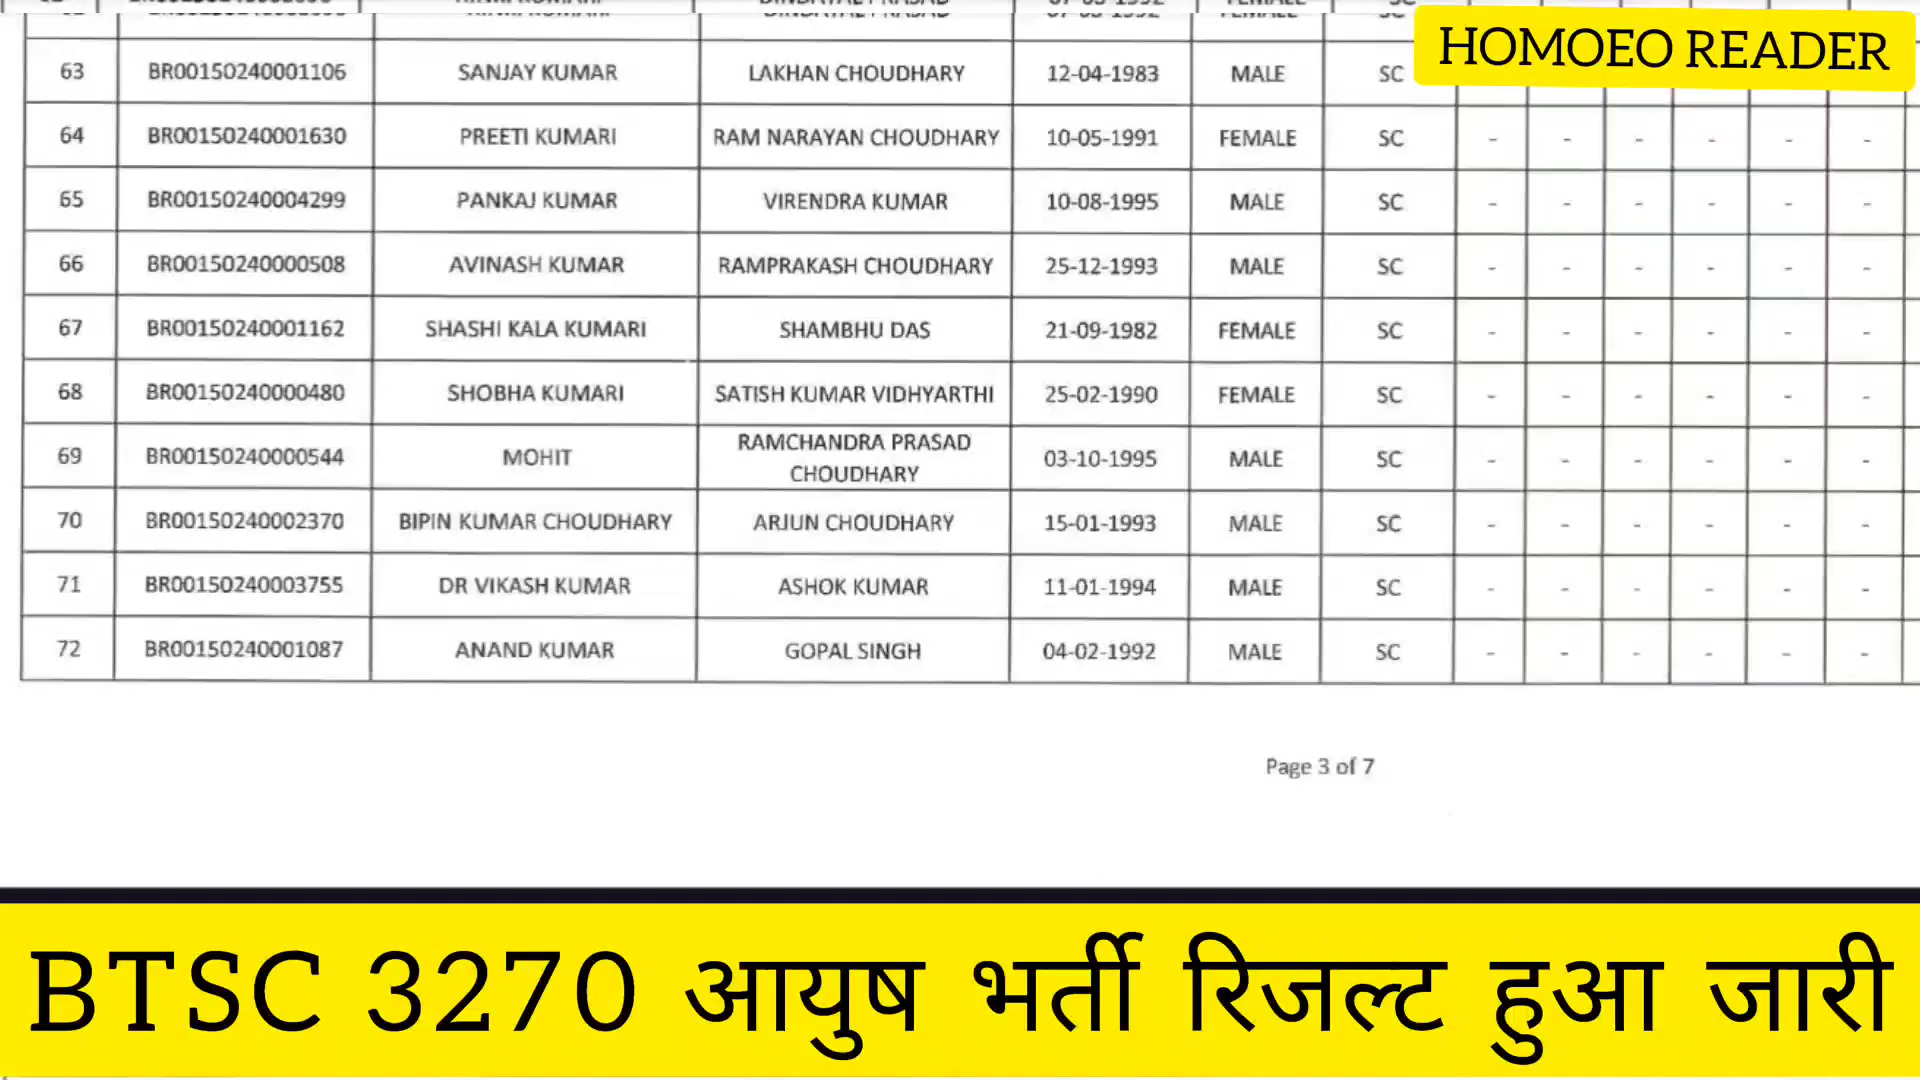 HOMOEO READER
63 BR00150240001106 SANJAY KUMAR LAKHAN CHOUDHARY 12-04-1983 MALE SC
64 BR00150240001630 PREETI KUMARI RAM NARAYAN CHOUDHARY 10-05-1991 FEMALE SC - - - - - -
65 BR00150240004299 PANKAJ KUMAR VIRENDRA KUMAR 10-08-1995 MALE SC - - - - - -
66 BR00150240000508 AVINASH KUMAR RAMPRAKASH CHOUDHARY 25-12-1993 MALE SC - - - - - -
67 BR00150240001162 SHASHI KALA KUMARI SHAMBHU DAS 21-09-1982 FEMALE SC - - - - - -
68 BR00150240000480 SHOBHA KUMARI SATISH KUMAR VIDHYARTHI 25-02-1990 FEMALE SC - - - - - -
69 BR00150240000544 MOHIT RAMCHANDRA PRASAD CHOUDHARY 03-10-1995 MALE SC - - - - - -
70 BR00150240002370 BIPIN KUMAR CHOUDHARY ARJUN CHOUDHARY 15-01-1993 MALE SC - - - - - -
71 BR00150240003755 DR VIKASH KUMAR ASHOK KUMAR 11-01-1994 MALE SC - - - - - -
72 BR00150240001087 ANAND KUMAR GOPAL SINGH 04-02-1992 MALE SC - - - - - -
Page 3 of 7
BTSC 3270 आयुष भर्ती रिजल्ट हुआ जारी